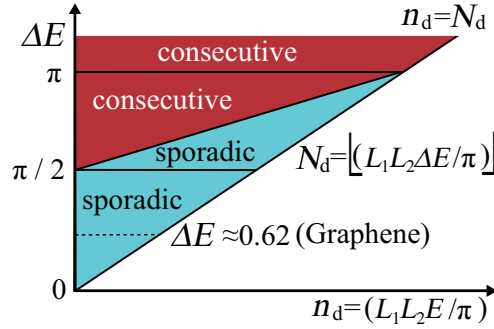 n_d=N_d
ΔE
consecutive
π
consecutive
sporadic
N_d=⌊(L₁L₂ΔE/π)⌋
π / 2
sporadic
ΔE ≈0.62 (Graphene)
0
n_d=(L₁L₂E/π)